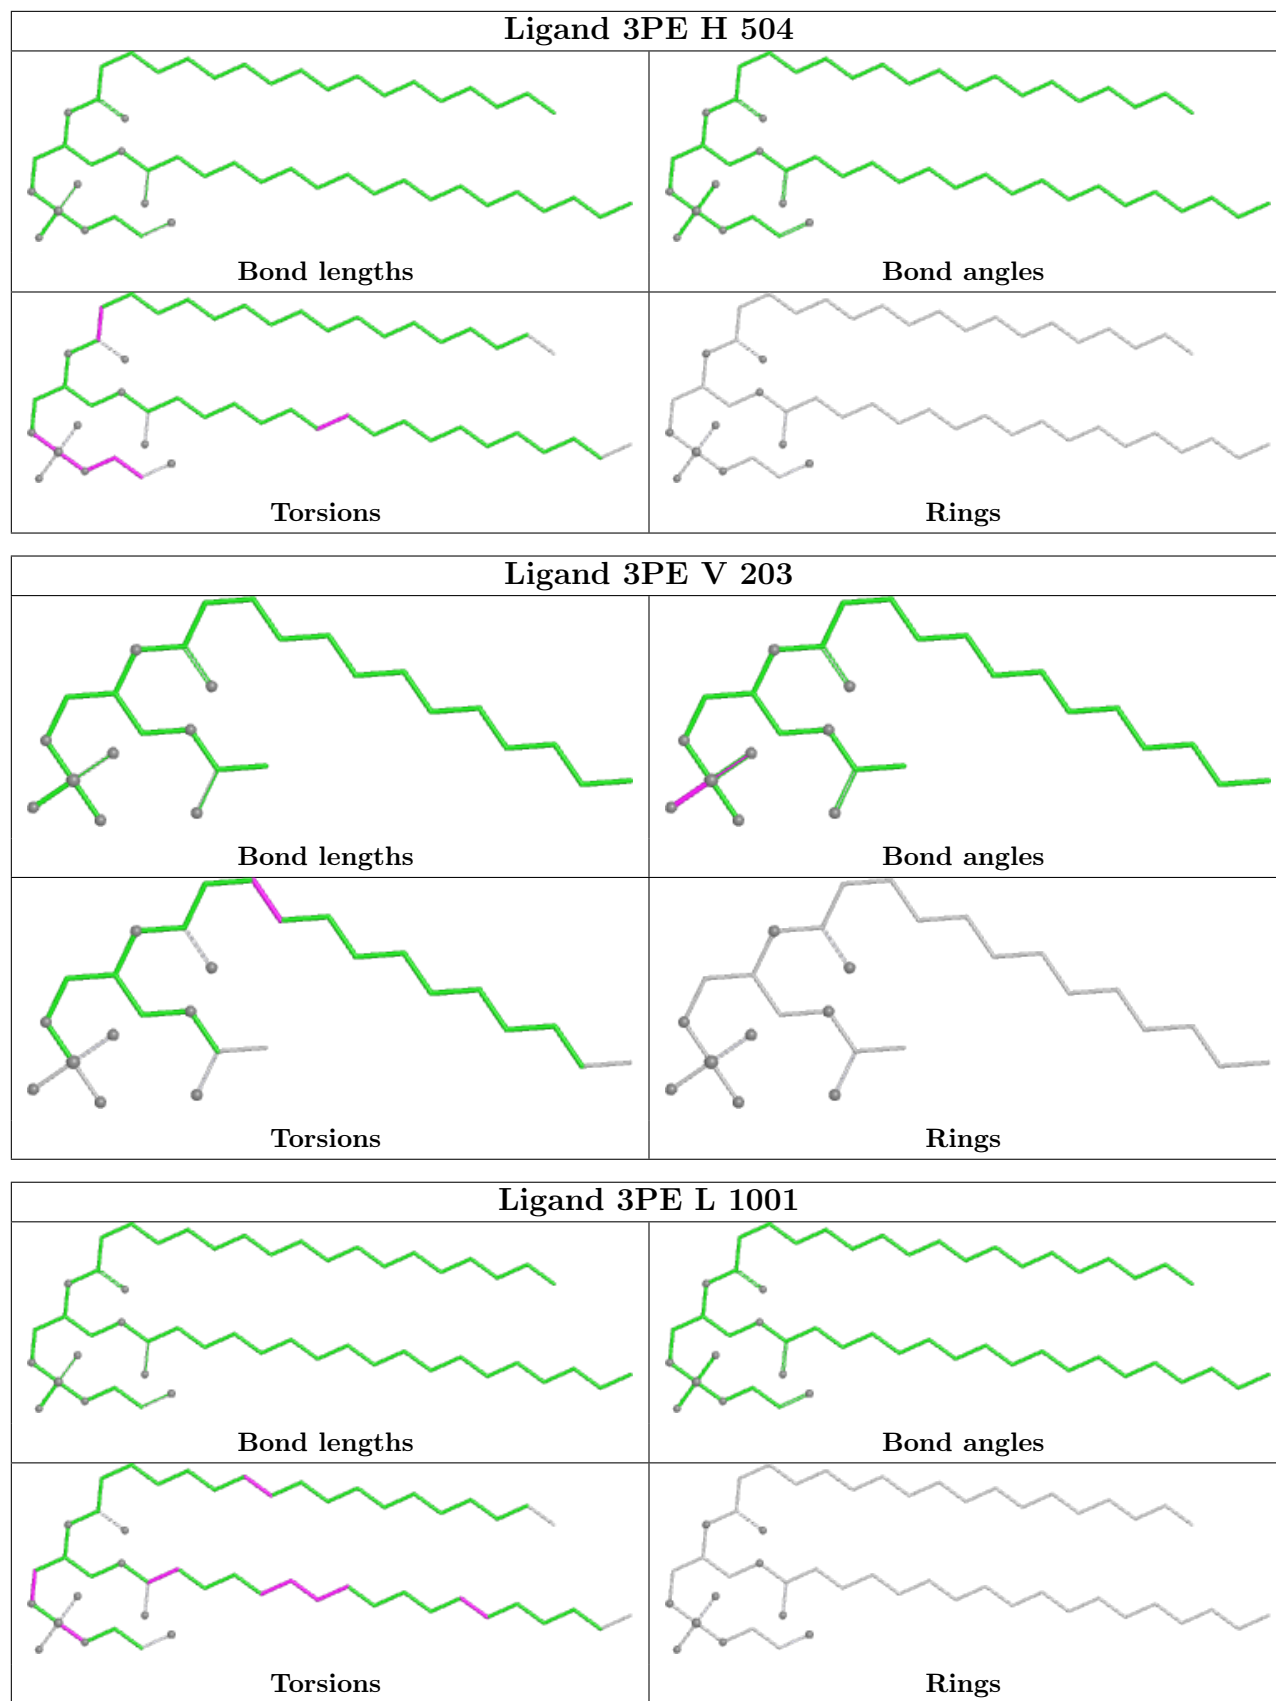 Ligand 3PE H 504
Bond lengths
Bond angles
Torsions
Rings
Ligand 3PE V 203
Bond lengths
Bond angles
Torsions
Rings
Ligand 3PE L 1001
Bond lengths
Bond angles
Torsions
Rings